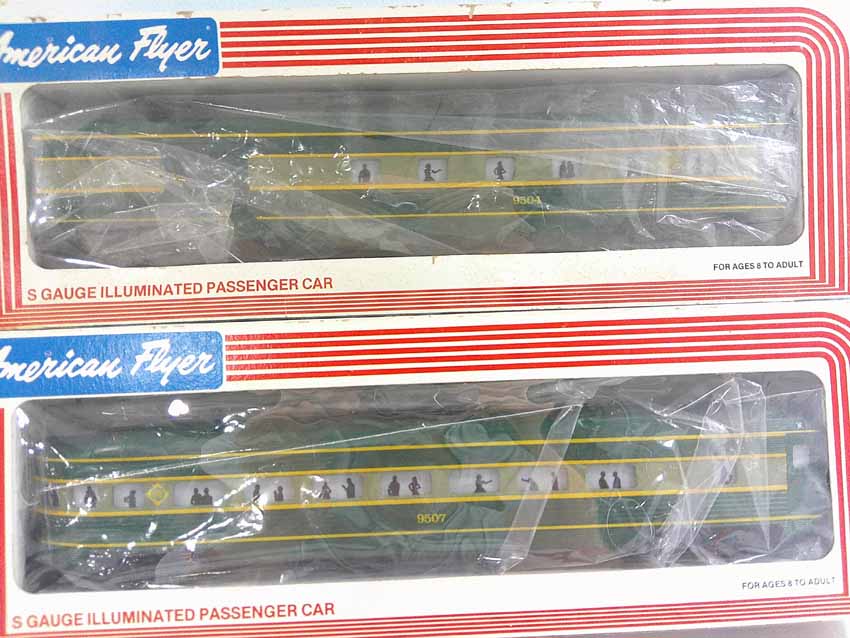 American Flyer
9504
FOR AGES 8 TO ADULT
S GAUGE ILLUMINATED PASSENGER CAR
American Flyer
9507
FOR AGES 8 TO ADULT
S GAUGE ILLUMINATED PASSENGER CAR